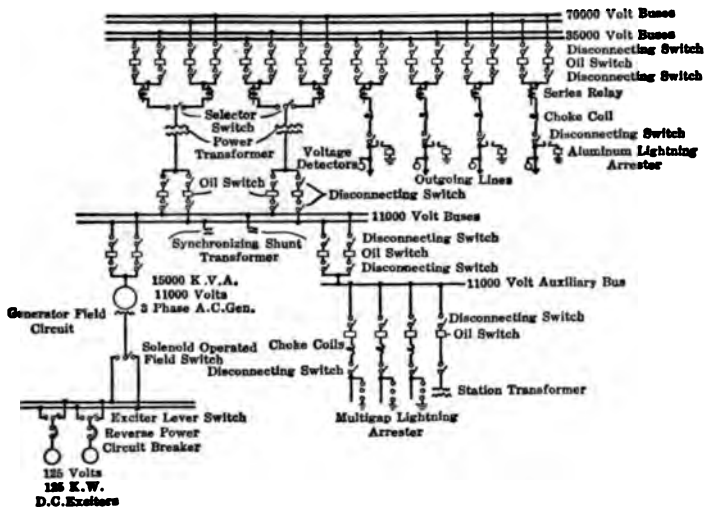 70000 Volt Buses
35000 Volt Buses
Disconnecting Switch
Oil Switch
Disconnecting Switch
Series Relay
Selector
Switch
Choke Coil
Power
Transformer
Disconnecting Switch
Voltage
Detectors
Aluminum Lightning
Arrester
Outgoing Lines
Oil Switch
Disconnecting Switch
11000 Volt Buses
Synchronizing Shunt
Transformer
Disconnecting Switch
Oil Switch
Disconnecting Switch
15000 K.V.A.
11000 Volts
3 Phase A.C.Gen.
11000 Volt Auxiliary Bus
Generator Field
Circuit
Disconnecting Switch
Oil Switch
Solenoid Operated
Field Switch
Choke Coils
Disconnecting Switch
Station Transformer
Exciter Lever Switch
Reverse Power
Circuit Breaker
Multigap Lightning
Arrester
125 Volts
125 K.W.
D.C.Exciters